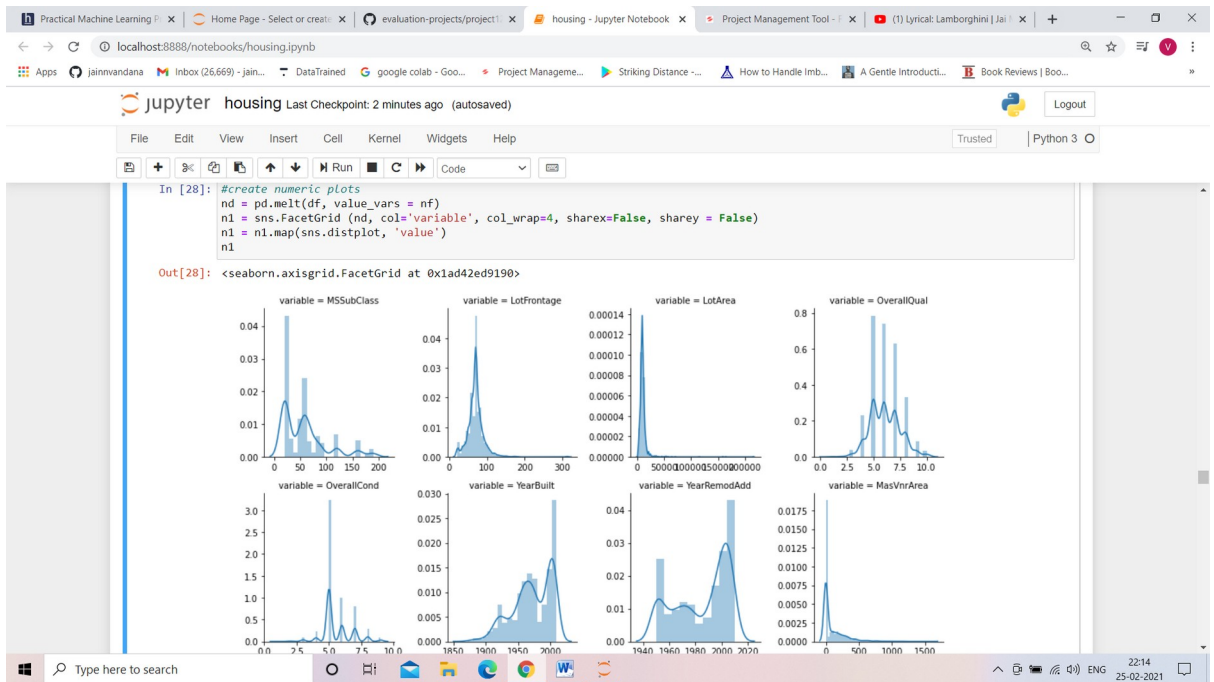 Practical Machine Learning P
Home Page - Select or create
evaluation-projects/project1
housing - Jupyter Notebook
Project Management Tool -
(1) Lyrical: Lamborghini | Jai
localhost:8888/notebooks/housing.ipynb
Apps
jainnvandana
Inbox (26,669) - jain...
DataTrained
google colab - Goo...
Project Manageme...
Striking Distance -...
How to Handle Imb...
A Gentle Introducti...
Book Reviews | Boo...
»
V
jupyter housing Last Checkpoint: 2 minutes ago (autosaved)
Logout
File Edit View Insert Cell Kernel Widgets Help
Trusted
Python 3
Run
Code
In [28]: #create numeric plots
nd = pd.melt(df, value_vars = nf)
n1 = sns.FacetGrid (nd, col='variable', col_wrap=4, sharex=False, sharey = False)
n1 = n1.map(sns.distplot, 'value')
n1
Out[28]: <seaborn.axisgrid.FacetGrid at 0x1ad42ed9190>
variable = MSSubClass
0.04
0.03
0.02
0.01
0.00
0 50 100 150 200
variable = LotFrontage
0.04
0.03
0.02
0.01
0.00
0 100 200 300
variable = LotArea
0.00014
0.00012
0.00010
0.00008
0.00006
0.00004
0.00002
0.00000
0 50000 100000 150000 200000
variable = OverallQual
0.8
0.6
0.4
0.2
0.0
0.0 2.5 5.0 7.5 10.0
variable = OverallCond
3.0
2.5
2.0
1.5
1.0
0.5
0.0
0.0 2.5 5.0 7.5 10.0
variable = YearBuilt
0.030
0.025
0.020
0.015
0.010
0.005
0.000
1850 1900 1950 2000
variable = YearRemodAdd
0.04
0.03
0.02
0.01
0.00
1940 1960 1980 2000 2020
variable = MasVnrArea
0.0175
0.0150
0.0125
0.0100
0.0075
0.0050
0.0025
0.0000
0 500 1000 1500
Type here to search
ENG
22:14
25-02-2021